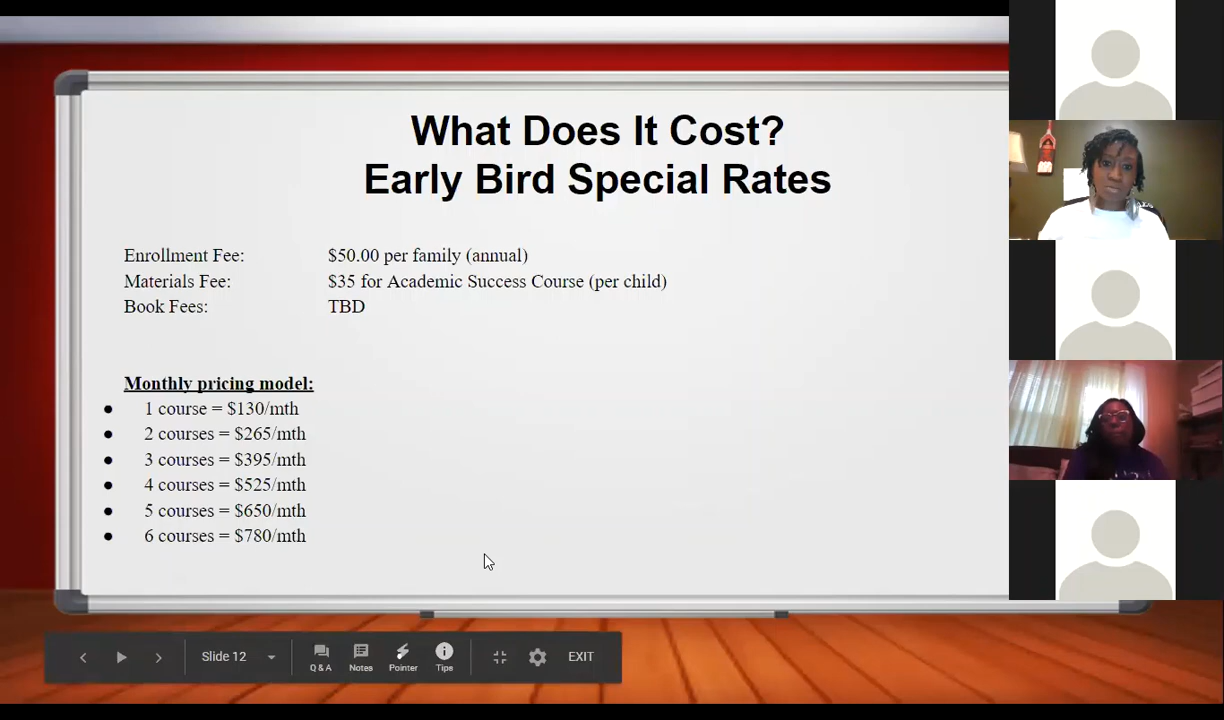 What Does It Cost?
Early Bird Special Rates
Enrollment Fee: $50.00 per family (annual)
Materials Fee: $35 for Academic Success Course (per child)
Book Fees: TBD
Monthly pricing model:
● 1 course = $130/mth
● 2 courses = $265/mth
● 3 courses = $395/mth
● 4 courses = $525/mth
● 5 courses = $650/mth
● 6 courses = $780/mth
Slide 12
Q & A
Notes
Pointer
Tips
EXIT